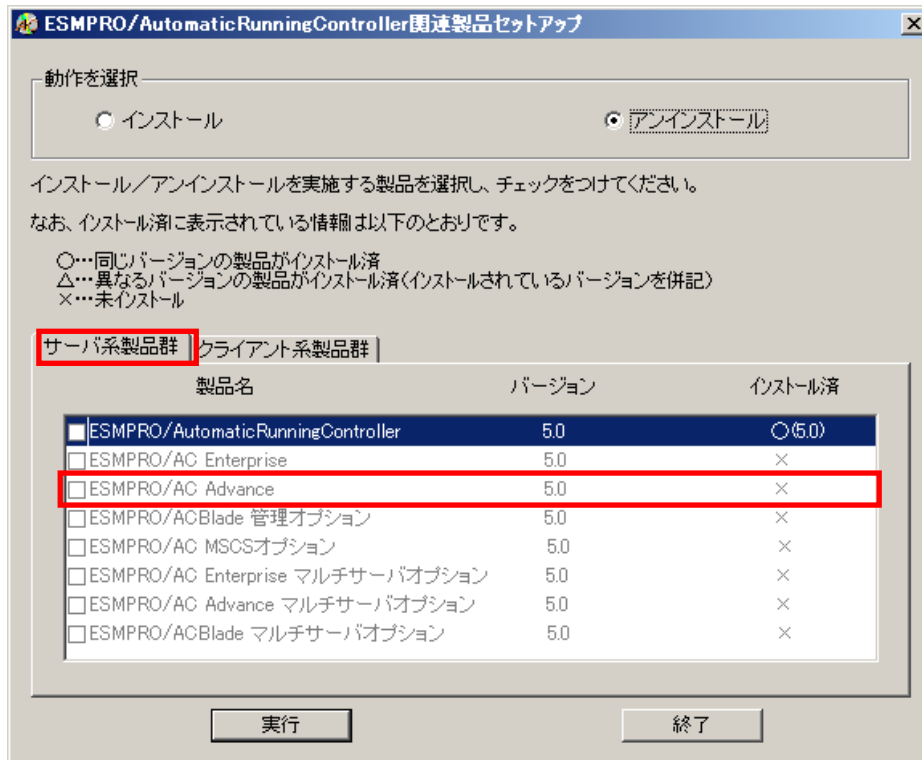 ESMPRO/AutomaticRunningController関連製品セットアップ
動作を選択
インストール
アンインストール
インストール／アンインストールを実施する製品を選択し、チェックをつけてください。
なお、インストール済に表示されている情報は以下のとおりです。
○…同じバージョンの製品がインストール済
△…異なるバージョンの製品がインストール済(インストールされているバージョンを併記)
×…未インストール
サーバ系製品群 クライアント系製品群
製品名 バージョン インストール済
ESMPRO/AutomaticRunningController 5.0 ○(5.0)
ESMPRO/AC Enterprise 5.0 ×
ESMPRO/AC Advance 5.0 ×
ESMPRO/ACBlade 管理オプション 5.0 ×
ESMPRO/AC MSCSオプション 5.0 ×
ESMPRO/AC Enterprise マルチサーバオプション 5.0 ×
ESMPRO/AC Advance マルチサーバオプション 5.0 ×
ESMPRO/ACBlade マルチサーバオプション 5.0 ×
実行 終了